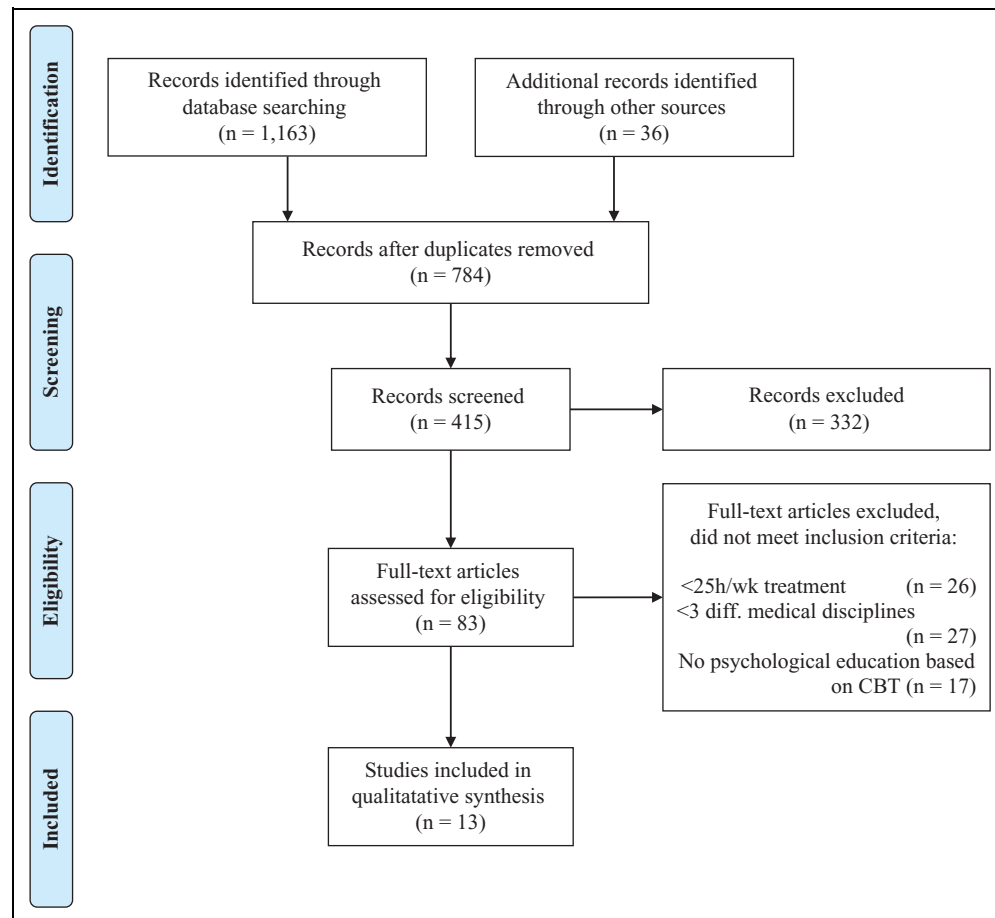 Identification
Records identified through
database searching
(n = 1,163)
Additional records identified
through other sources
(n = 36)
Records after duplicates removed
(n = 784)
Screening
Records screened
(n = 415)
Records excluded
(n = 332)
Eligibility
Full-text articles
assessed for eligibility
(n = 83)
Full-text articles excluded,
did not meet inclusion criteria:
<25h/wk treatment (n = 26)
<3 diff. medical disciplines
(n = 27)
No psychological education based
on CBT (n = 17)
Included
Studies included in
qualitatative synthesis
(n = 13)